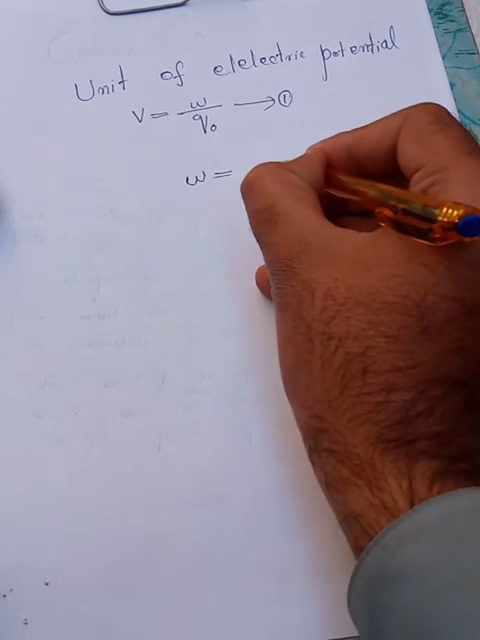 Unit of elelectric potential
V = w/q₀ → ①
w =